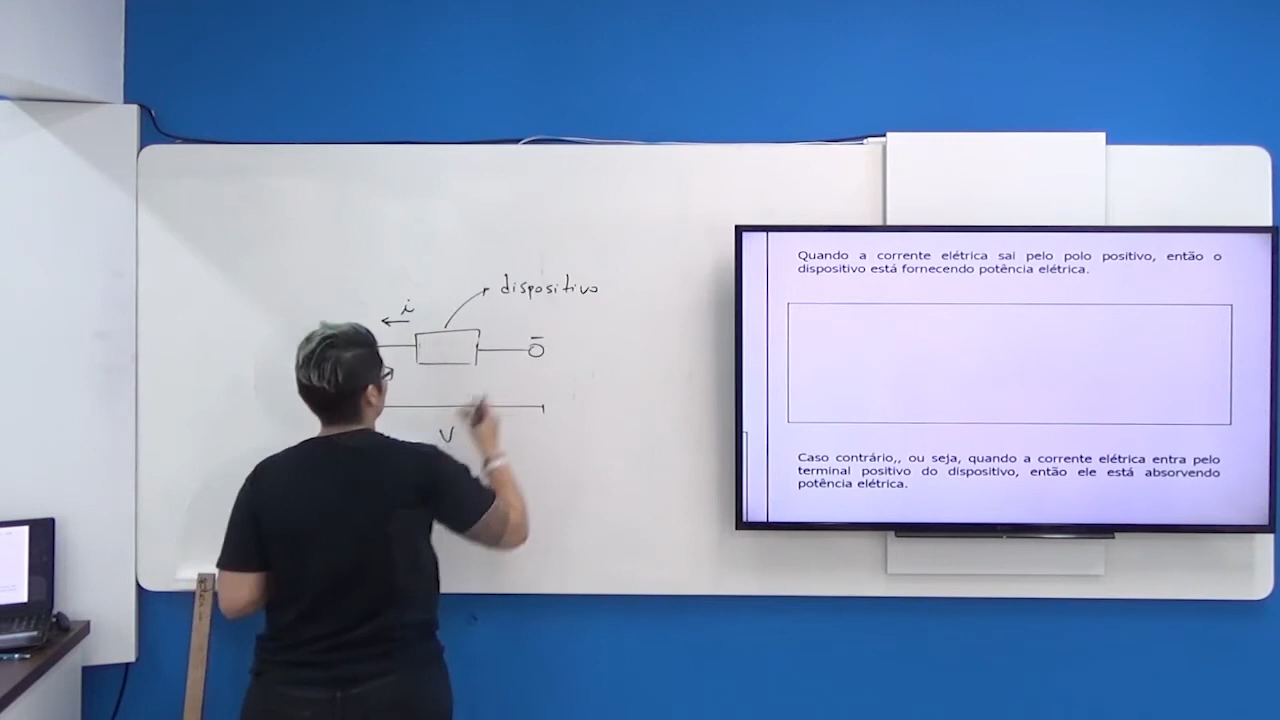 dispositivo
i
-
V
Quando a corrente elétrica sai pelo polo positivo, então o
dispositivo está fornecendo potência elétrica.
Caso contrário,, ou seja, quando a corrente elétrica entra pelo
terminal positivo do dispositivo, então ele está absorvendo
potência elétrica.